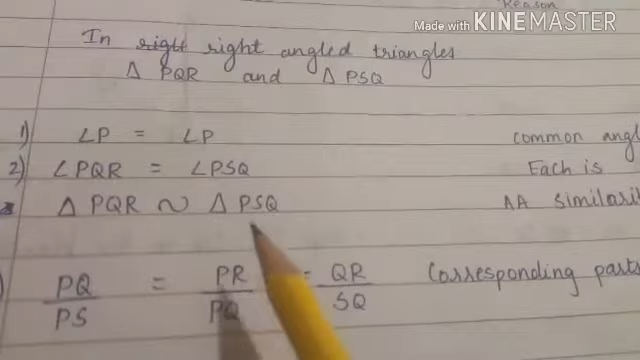 Reason
Made with KINEMASTER
In right right angled triangles
Δ PQR and Δ PSQ
1) ∠P = ∠P common angl
2) ∠PQR = ∠PSQ Each is
Δ PQR ~ Δ PSQ AA similari
) PQ/PS = PR/PQ = QR/SQ Corresponding parts